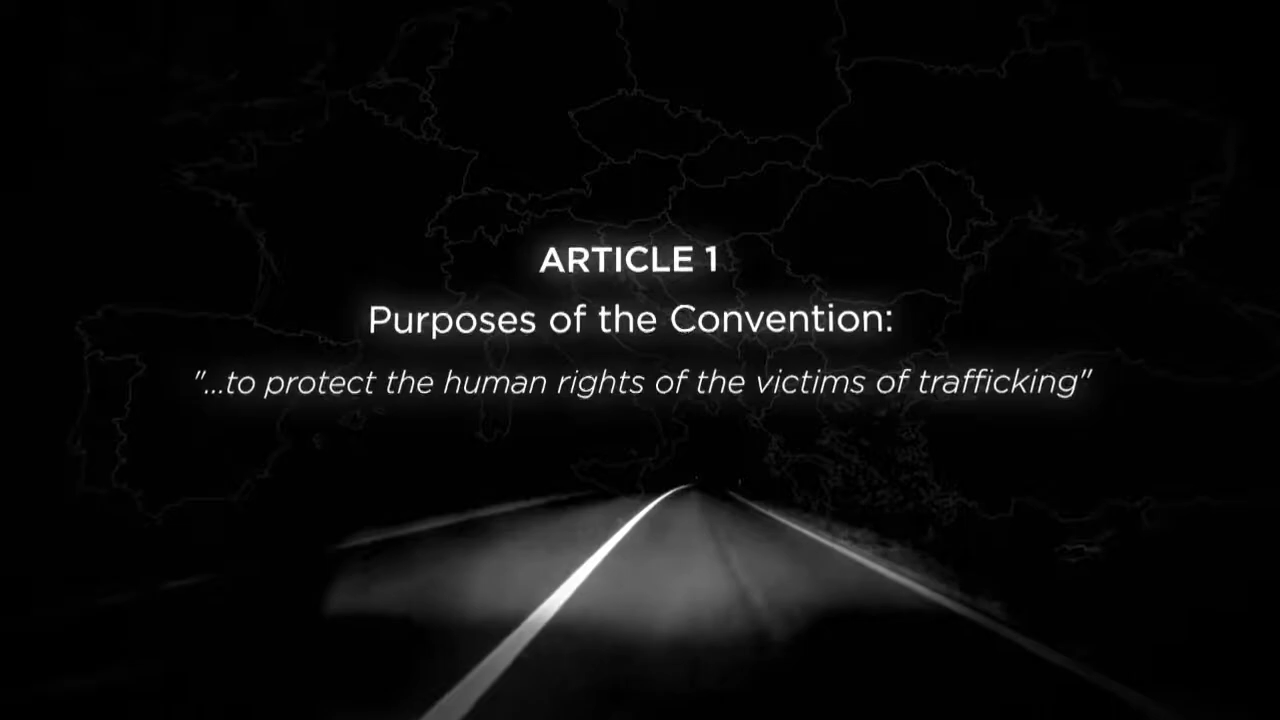 ARTICLE 1
Purposes of the Convention:
"...to protect the human rights of the victims of trafficking"